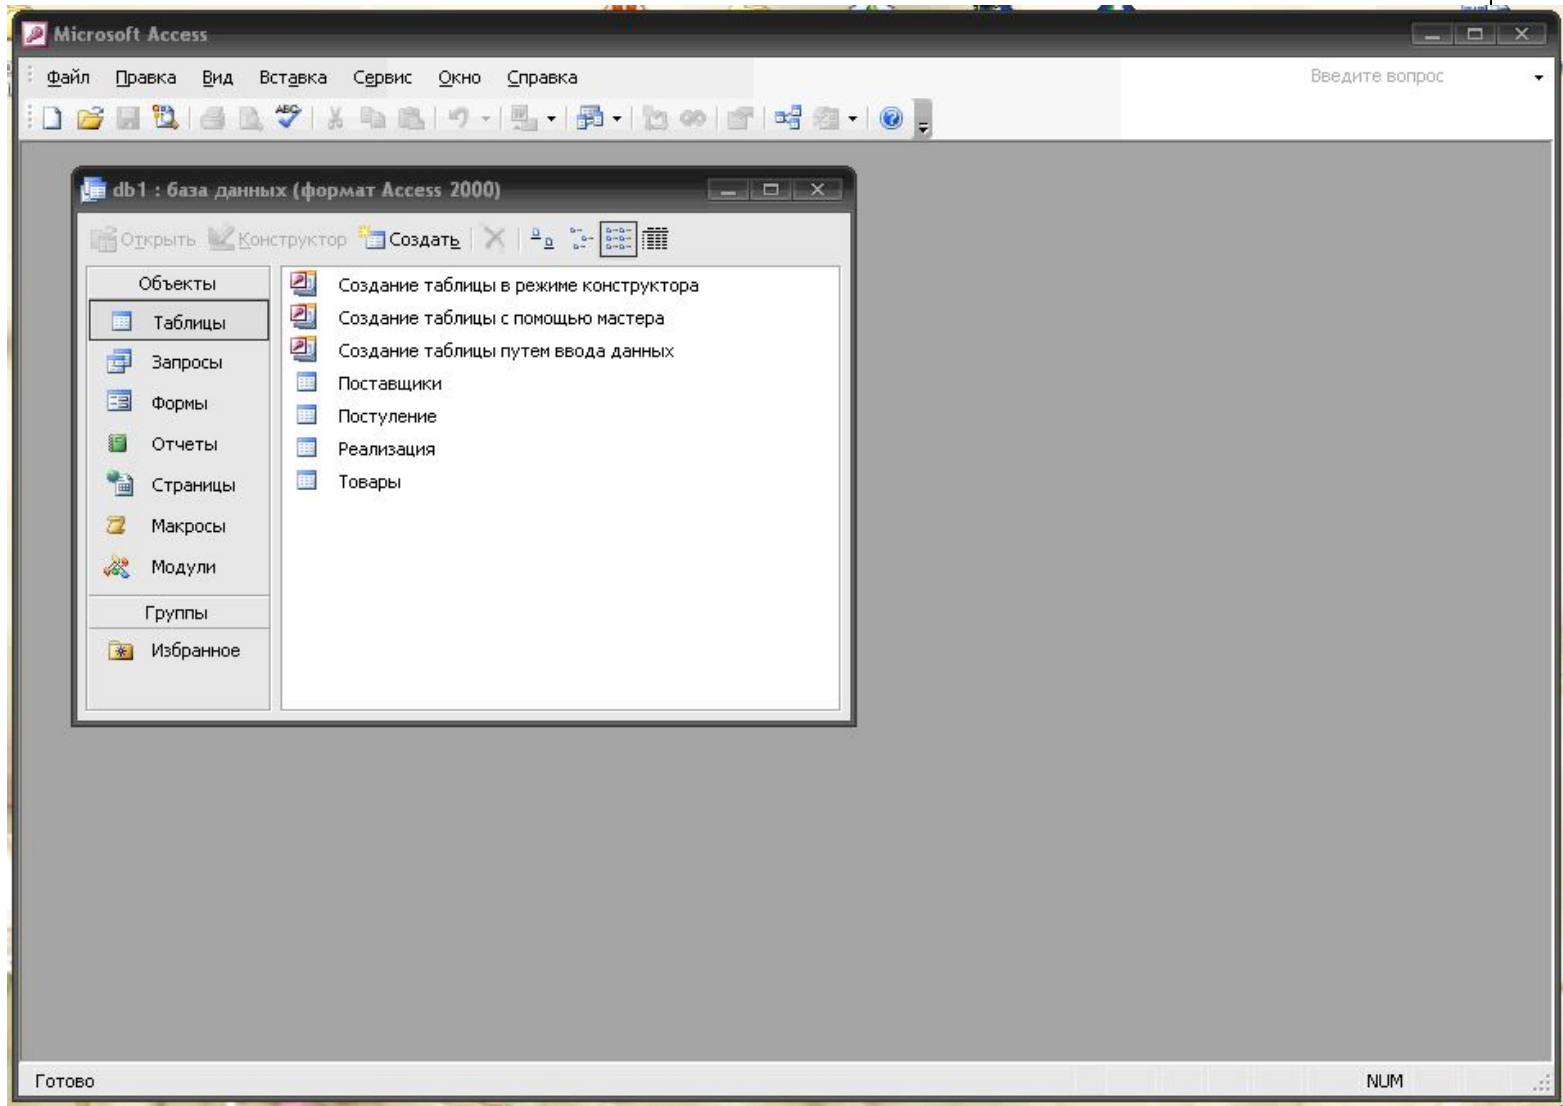 Microsoft Access
Файл Правка Вид Вставка Сервис Окно Справка Введите вопрос
db1 : база данных (формат Access 2000)
Открыть Конструктор Создать
Объекты
Таблицы
Запросы
Формы
Отчеты
Страницы
Макросы
Модули
Группы
Избранное
Создание таблицы в режиме конструктора
Создание таблицы с помощью мастера
Создание таблицы путем ввода данных
Поставщики
Постуление
Реализация
Товары
Готово NUM